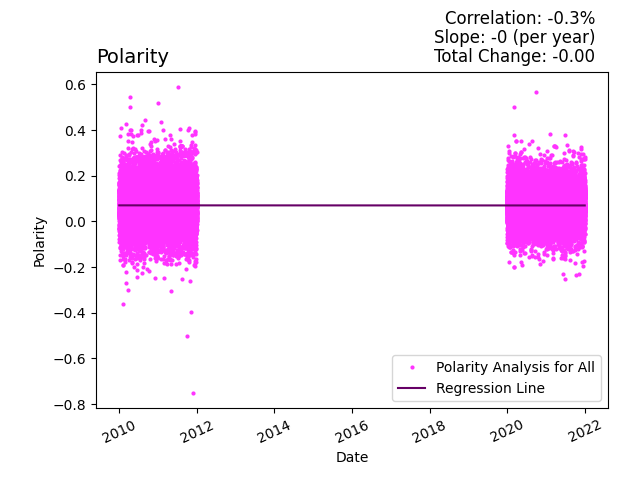 Correlation: -0.3%
Slope: -0 (per year)
Total Change: -0.00
Polarity
Polarity
0.6
0.4
0.2
0.0
−0.2
−0.4
−0.6
−0.8
Polarity Analysis for All
Regression Line
2010
2012
2014
2016
2018
2020
2022
Date